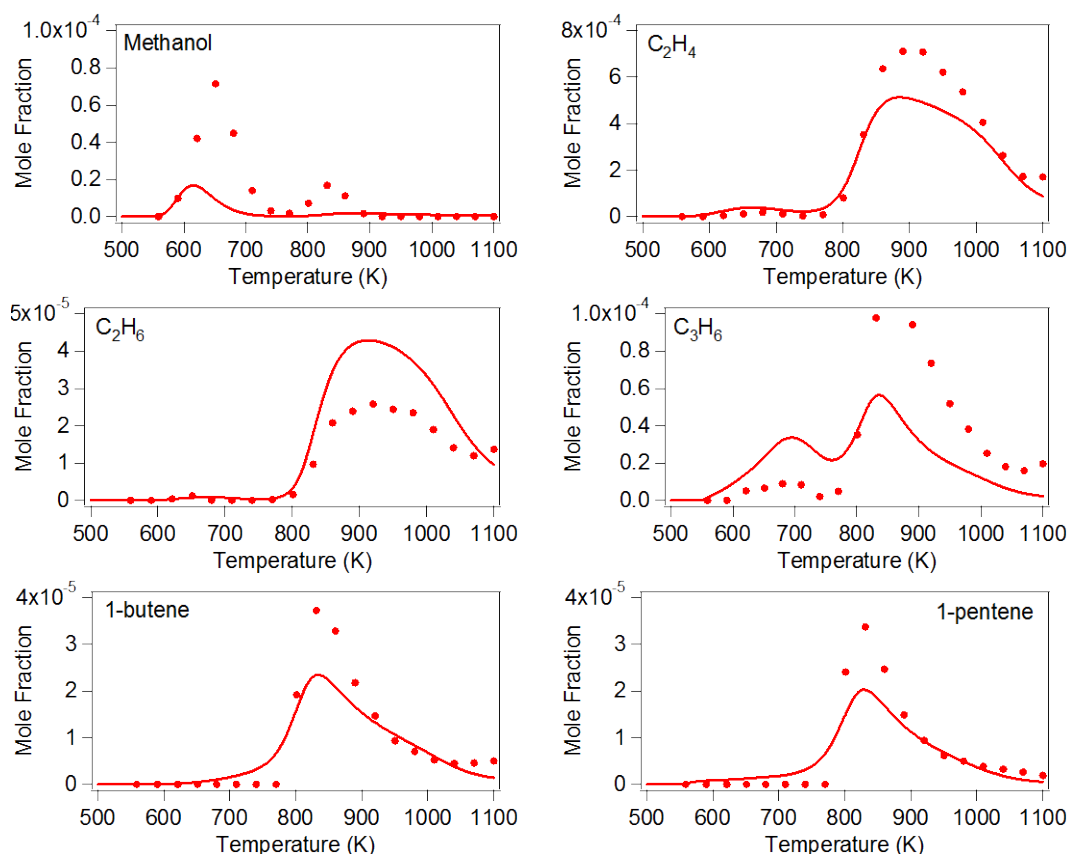 1.0x10-4
Methanol
0.8
0.6
0.4
0.2
0.0
Mole Fraction
500 600 700 800 900 1000 1100
Temperature (K)
8x10-4
C2H4
6
4
2
0
Mole Fraction
500 600 700 800 900 1000 1100
Temperature (K)
5x10-5
C2H6
4
3
2
1
0
Mole Fraction
500 600 700 800 900 1000 1100
Temperature (K)
1.0x10-4
C3H6
0.8
0.6
0.4
0.2
0.0
Mole Fraction
500 600 700 800 900 1000 1100
Temperature (K)
4x10-5
1-butene
3
2
1
0
Mole Fraction
500 600 700 800 900 1000 1100
Temperature (K)
4x10-5
1-pentene
3
2
1
0
Mole Fraction
500 600 700 800 900 1000 1100
Temperature (K)